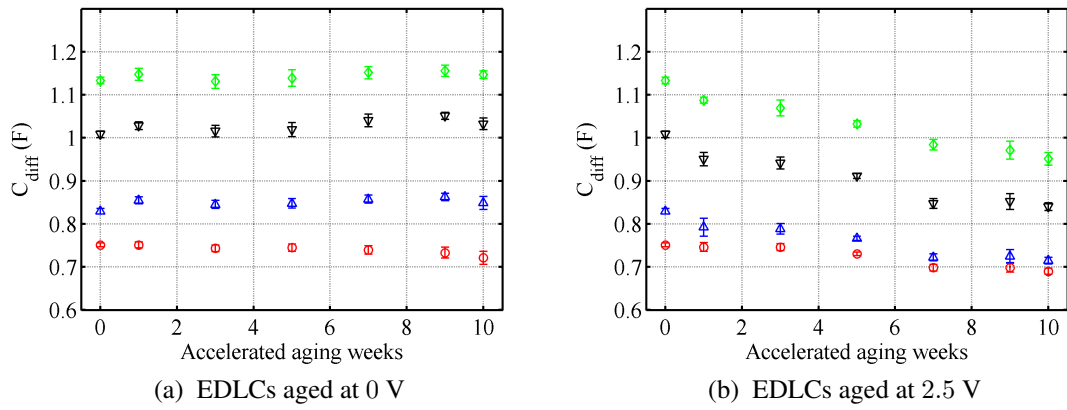 1.2
1.1
1
0.9
0.8
0.7
0.6
C_diff (F)
0 2 4 6 8 10
Accelerated aging weeks
(a) EDLCs aged at 0 V
1.2
1.1
1
0.9
0.8
0.7
0.6
C_diff (F)
0 2 4 6 8 10
Accelerated aging weeks
(b) EDLCs aged at 2.5 V